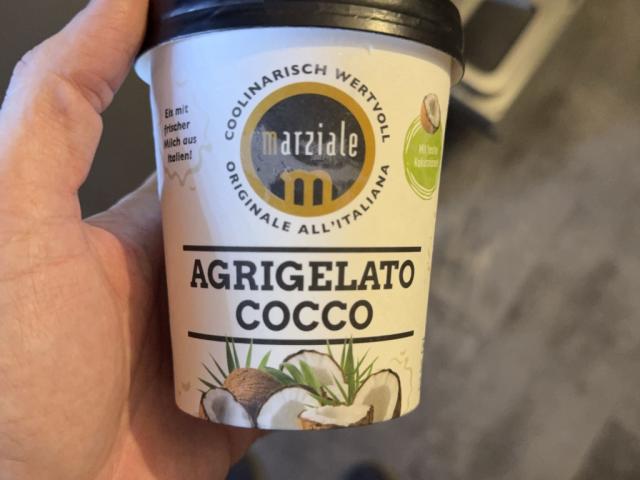 COOLINARISCH WERTVOLL
marziale
m
ORIGINALE ALL'ITALIANA
Eis mit
frischer
Milch aus
Italien!
AGRIGELATO
COCCO